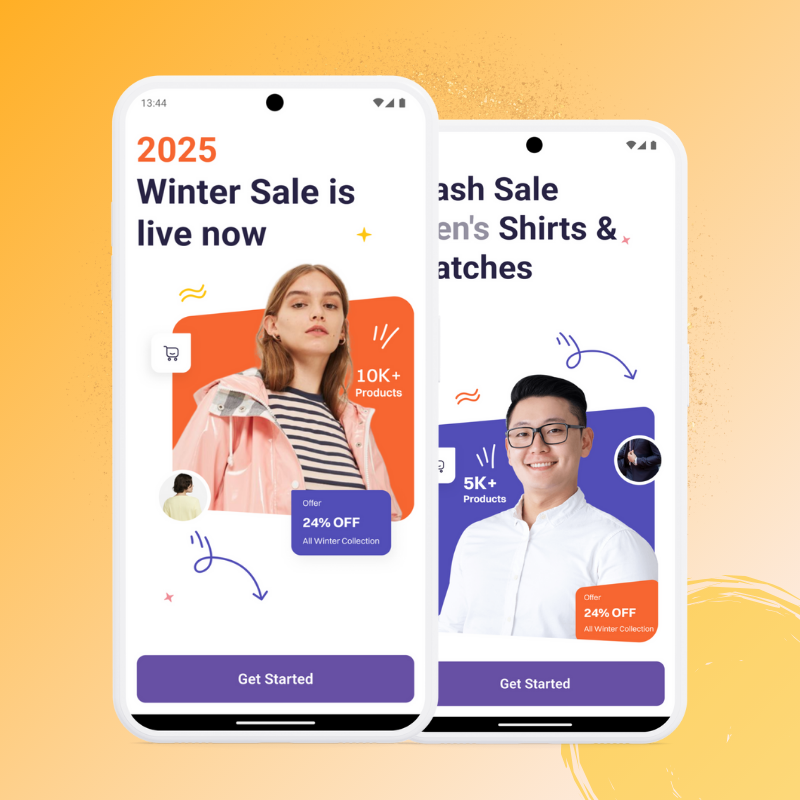 13:44
2025
Winter Sale is
live now
10K+
Products
Offer
24% OFF
All Winter Collection
Get Started
ash Sale
en's Shirts &
atches
5K+
Products
Offer
24% OFF
All Winter Collection
Get Started